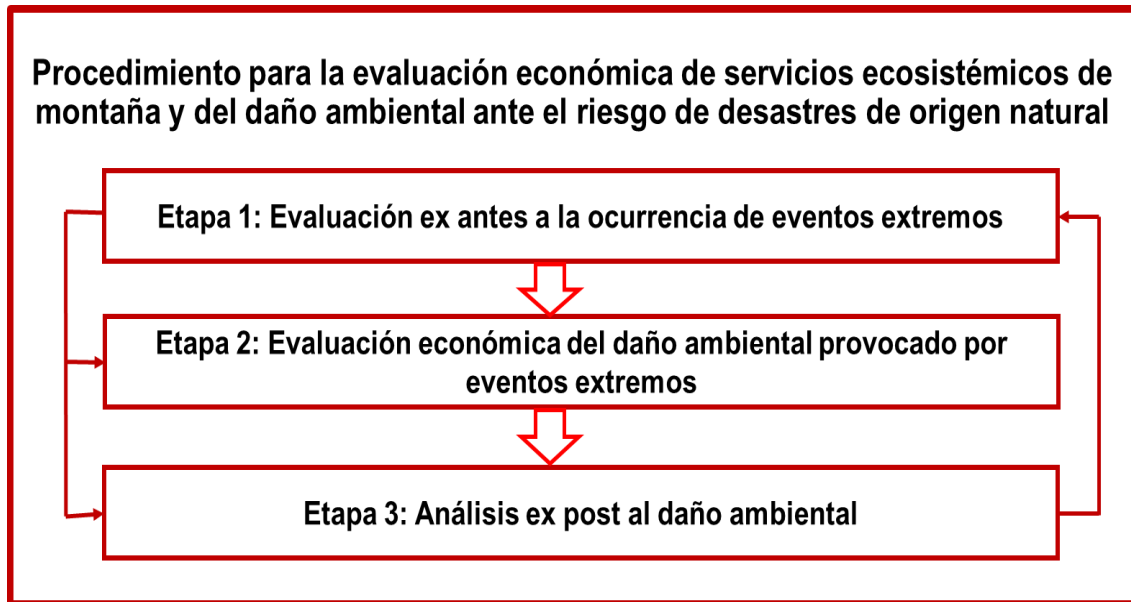 Procedimiento para la evaluación económica de servicios ecosistémicos de
montaña y del daño ambiental ante el riesgo de desastres de origen natural
Etapa 1: Evaluación ex antes a la ocurrencia de eventos extremos
Etapa 2: Evaluación económica del daño ambiental provocado por
eventos extremos
Etapa 3: Análisis ex post al daño ambiental